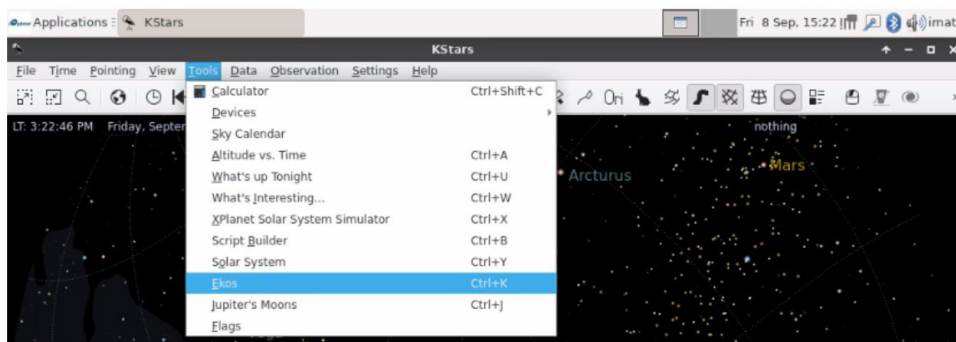 Applications KStars Fri 8 Sep, 15:22 imat
KStars
File Time Pointing View Tools Data Observation Settings Help
Calculator Ctrl+Shift+C
Ori
Devices
LT: 3:22:46 PM Friday, Septer
nothing
Sky Calendar
Altitude vs. Time Ctrl+A
Mars
What's up Tonight Ctrl+U
Arcturus
What's Interesting... Ctrl+W
XPlanet Solar System Simulator Ctrl+X
Script Builder Ctrl+B
Solar System Ctrl+Y
Ekos Ctrl+K
Jupiter's Moons Ctrl+J
Flags